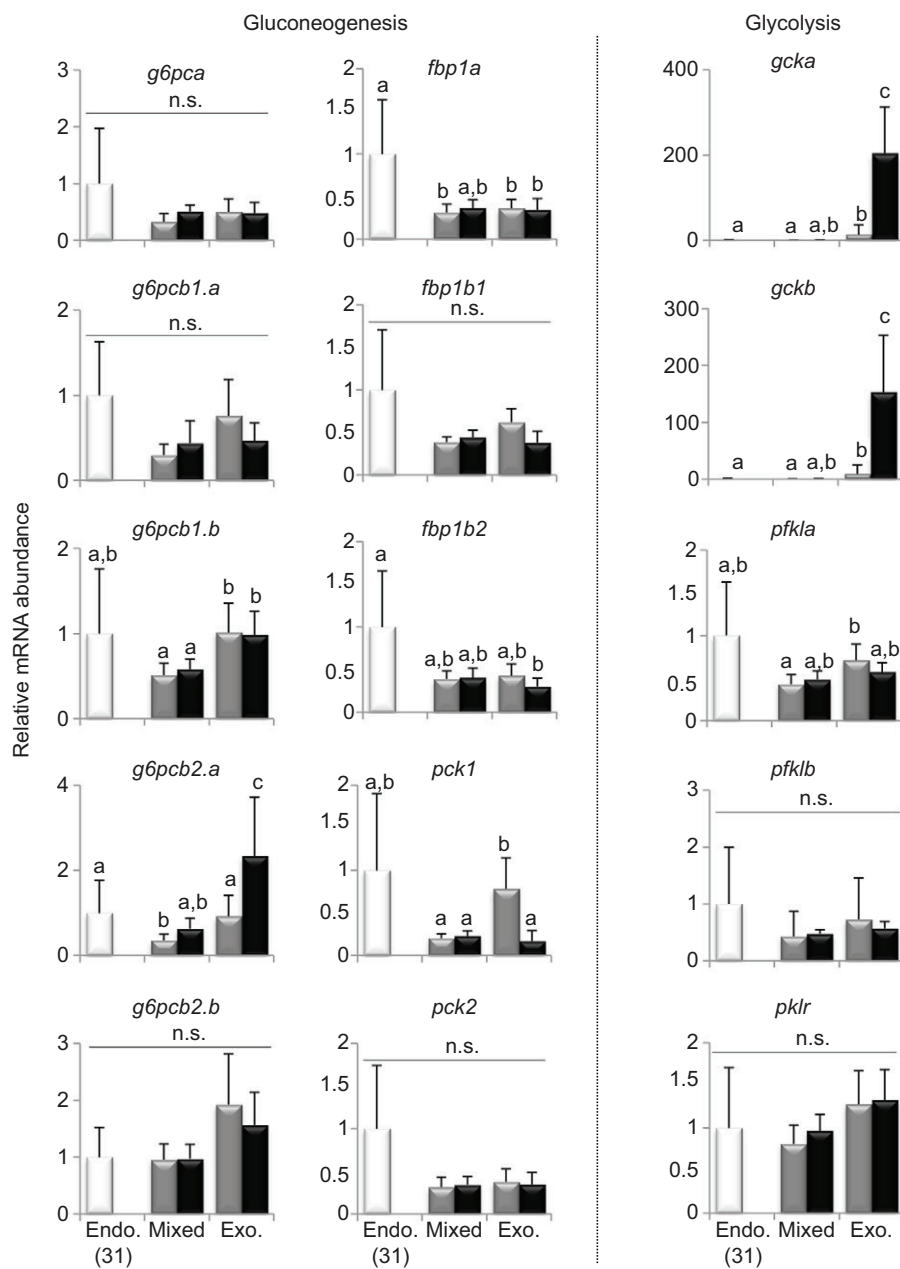 Gluconeogenesis
Glycolysis
Relative mRNA abundance
g6pca
3
2
1
0
n.s.
fbp1a
2
1.5
1
0.5
0
a
b
a,b
b
b
gcka
400
200
0
a
a
a,b
b
c
g6pcb1.a
2
1
0
n.s.
fbp1b1
2
1.5
1
0.5
0
n.s.
gckb
300
200
100
0
a
a
a,b
b
c
g6pcb1.b
2
1
0
a,b
a
a
b
b
fbp1b2
2
1.5
1
0.5
0
a
a,b
a,b
a,b
b
pfkla
2
1.5
1
0.5
0
a,b
a
a,b
b
a,b
g6pcb2.a
4
2
0
a
b
a,b
a
c
pck1
2
1
0
a,b
a
a
b
a
pfklb
3
2
1
0
n.s.
g6pcb2.b
3
2
1
0
n.s.
Endo. Mixed Exo.
(31)
pck2
2
1.5
1
0.5
0
n.s.
Endo. Mixed Exo.
(31)
pklr
2
1.5
1
0.5
0
n.s.
Endo. Mixed Exo.
(31)